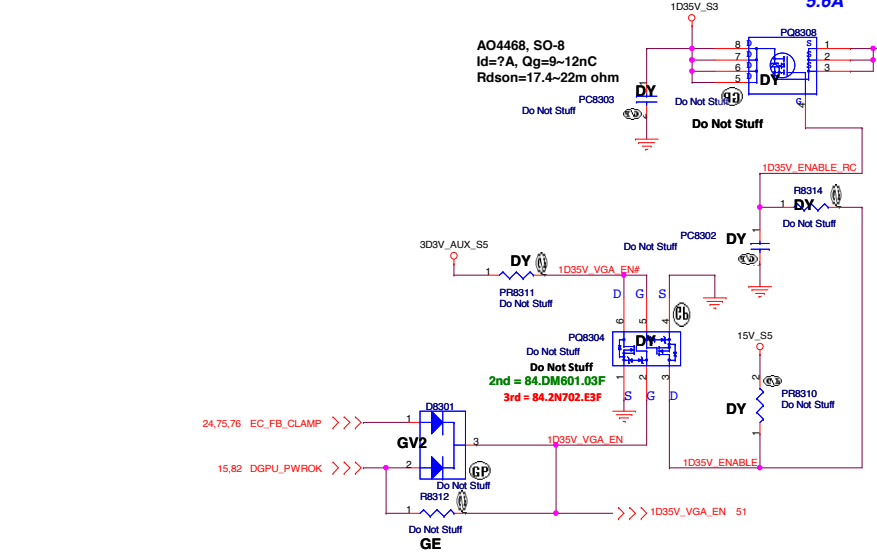 5.6A
1D35V_S3
PQ8308
AO4468, SO-8
Id=?A, Qg=9~12nC
Rdson=17.4~22m ohm
8 D S 1
7 D S 2
6 D S 3
5 D
DY
G
4
DY
1
PC8303
Do Not Stuff
Do Not Stuff
Do Not Stuff
1D35V_ENABLE_RC
R8314
1 DY
Do Not Stuff
PC8302
Do Not Stuff
DY
1
3D3V_AUX_S5
DY
1
1D35V_VGA_EN#
PR8311
Do Not Stuff
D G S
6 5 4
PQ8304
Do Not Stuff
DY
Do Not Stuff
2nd = 84.DM601.03F
3rd = 84.2N702.E3F
1 2 3
S G D
15V_S5
2
PR8310
Do Not Stuff
DY
1
1D35V_ENABLE
D8301
24,75,76 EC_FB_CLAMP
1
GV2
3
1D35V_VGA_EN
15,82 DGPU_PWROK
2
Do Not Stuff
R8312
1
Do Not Stuff
GE
1D35V_VGA_EN 51